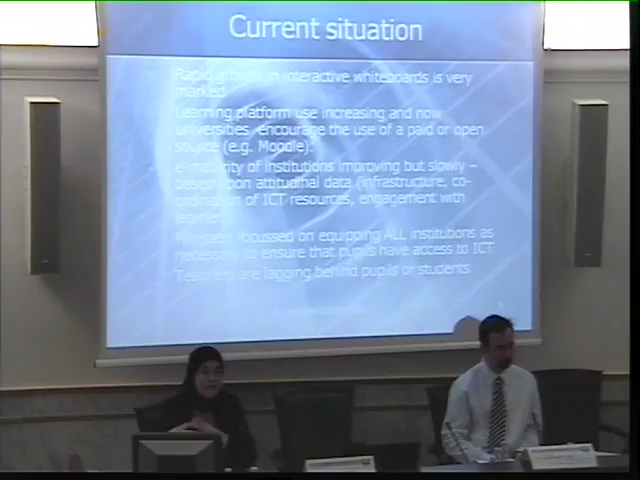 Current situation
Rapid growth in interactive whiteboards is very
marked
Learning platform use increasing and now
universities encourage the use of a paid or open
source (e.g. Moodle).
e-maturity of institutions improving but slowly –
based upon attitudinal data (infrastructure, co-
ordination of ICT resources, engagement with
focussed on equipping ALL institutions as
necessary to ensure that pupils have access to ICT
Teachers are lagging behind pupils or students